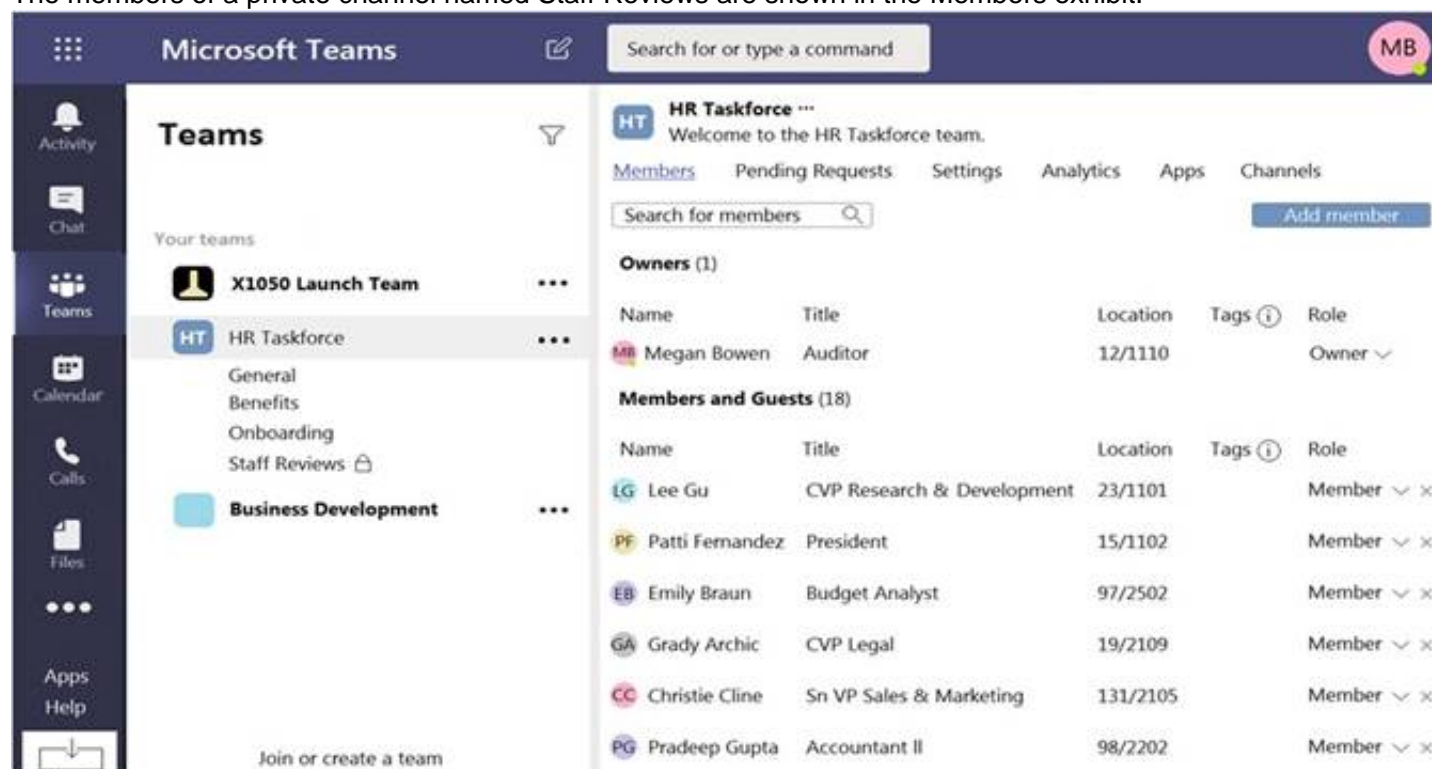 The members of a private channel named Staff Reviews are shown in the Members exhibit.
Microsoft Teams
Search for or type a command
MB
Activity
Chat
Teams
Calendar
Calls
Files
Apps
Help
Teams
Your teams
X1050 Launch Team
HT HR Taskforce
General
Benefits
Onboarding
Staff Reviews
Business Development
Join or create a team
HT
HR Taskforce ...
Welcome to the HR Taskforce team.
Members Pending Requests Settings Analytics Apps Channels
Search for members
Add member
Owners (1)
Name Title Location Tags Role
MB Megan Bowen Auditor 12/1110 Owner
Members and Guests (18)
Name Title Location Tags Role
LG Lee Gu CVP Research & Development 23/1101 Member
PF Patti Fernandez President 15/1102 Member
EB Emily Braun Budget Analyst 97/2502 Member
GA Grady Archic CVP Legal 19/2109 Member
CC Christie Cline Sn VP Sales & Marketing 131/2105 Member
PG Pradeep Gupta Accountant ll 98/2202 Member